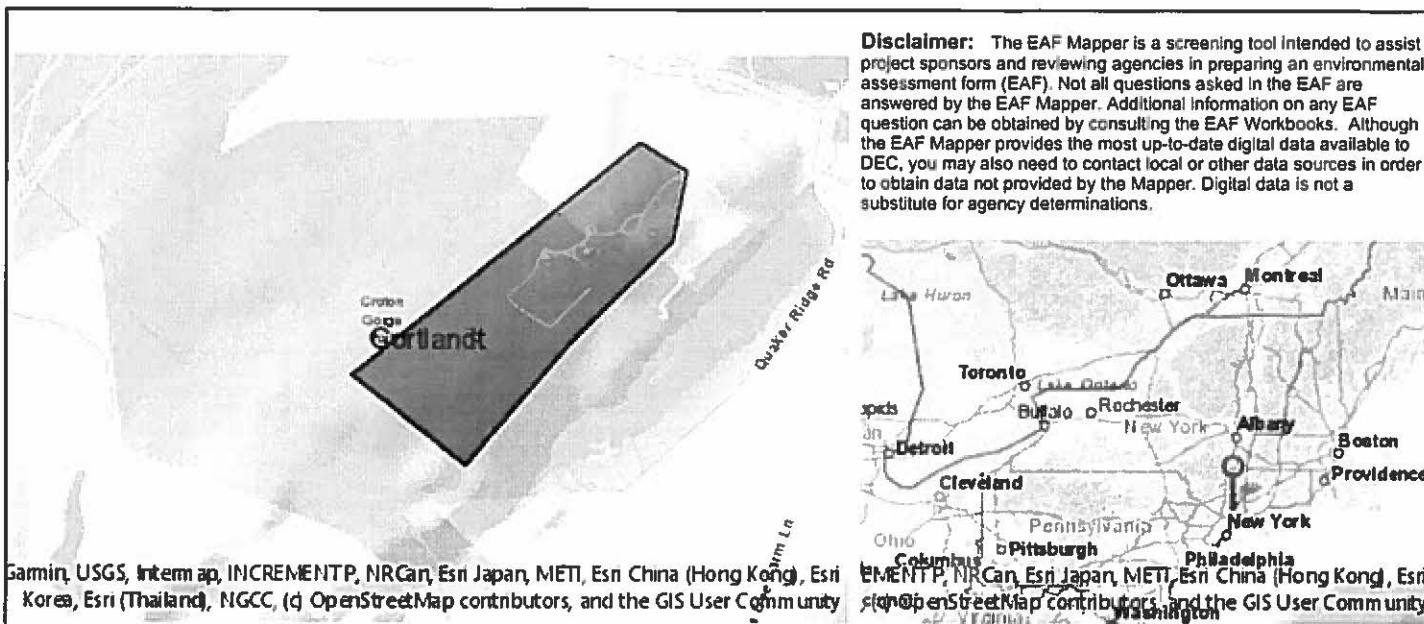 Disclaimer: The EAF Mapper is a screening tool intended to assist
project sponsors and reviewing agencies in preparing an environmental
assessment form (EAF). Not all questions asked in the EAF are
answered by the EAF Mapper. Additional information on any EAF
question can be obtained by consulting the EAF Workbooks. Although
the EAF Mapper provides the most up-to-date digital data available to
DEC, you may also need to contact local or other data sources in order
to obtain data not provided by the Mapper. Digital data is not a
substitute for agency determinations.
Croton
Cortlandt
Quaker Ridge Rd
Garmin, USGS, Intermap, INCREMENT P, NRCan, Esri Japan, METI, Esri China (Hong Kong), Esri
Korea, Esri (Thailand), NGCC, (c) OpenStreetMap contributors, and the GIS User Community
Ottawa
Montreal
Main
Lake Huron
Toronto
Lake Ontario
apids
Buffalo
Rochester
New York
Albany
Detroit
Boston
Providence
Cleveland
Pennsylvania
New York
Ohio
Columbus
Pittsburgh
Philadelphia
EMENT P, NRCan, Esri Japan, METI, Esri China (Hong Kong), Esri
OpenStreetMap contributors, and the GIS User Community
Washington